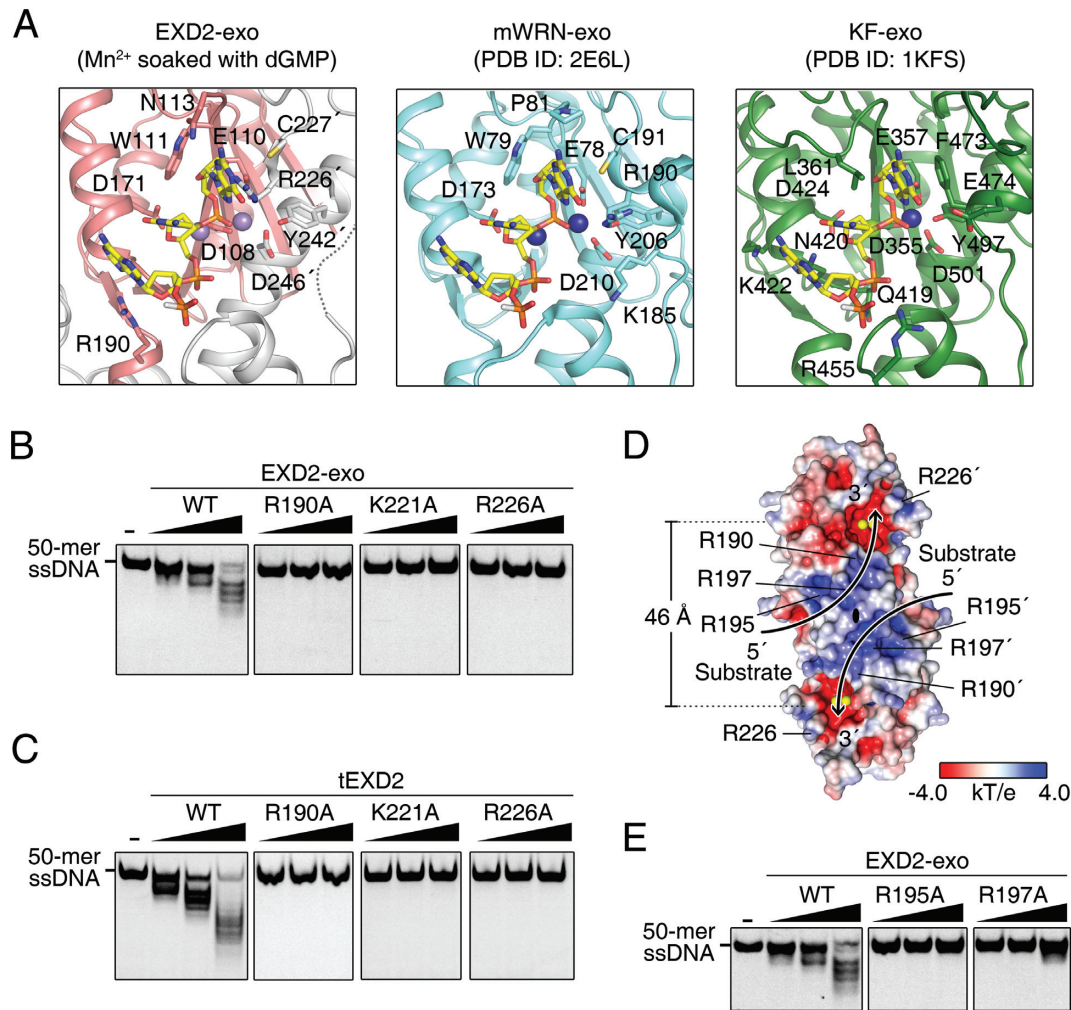 A
EXD2-exo
(Mn2+ soaked with dGMP)
mWRN-exo
(PDB ID: 2E6L)
KF-exo
(PDB ID: 1KFS)
N113
C227´
W111
E110
D171
R226´
D108
Y242´
D246´
R190
P81
W79
C191
E78
R190
D173
Y206
D210
K185
E357
F473
L361
D424
E474
N420
D355
Y497
K422
D501
Q419
R455
B
EXD2-exo
WT R190A K221A R226A
–
50-mer
ssDNA
C
tEXD2
WT R190A K221A R226A
–
50-mer
ssDNA
D
3´
R226´
R190
Substrate
R197
5´
46 Å
R195
R195´
5´
R197´
Substrate
R190´
R226
3´
-4.0 kT/e 4.0
E
EXD2-exo
WT R195A R197A
–
50-mer
ssDNA